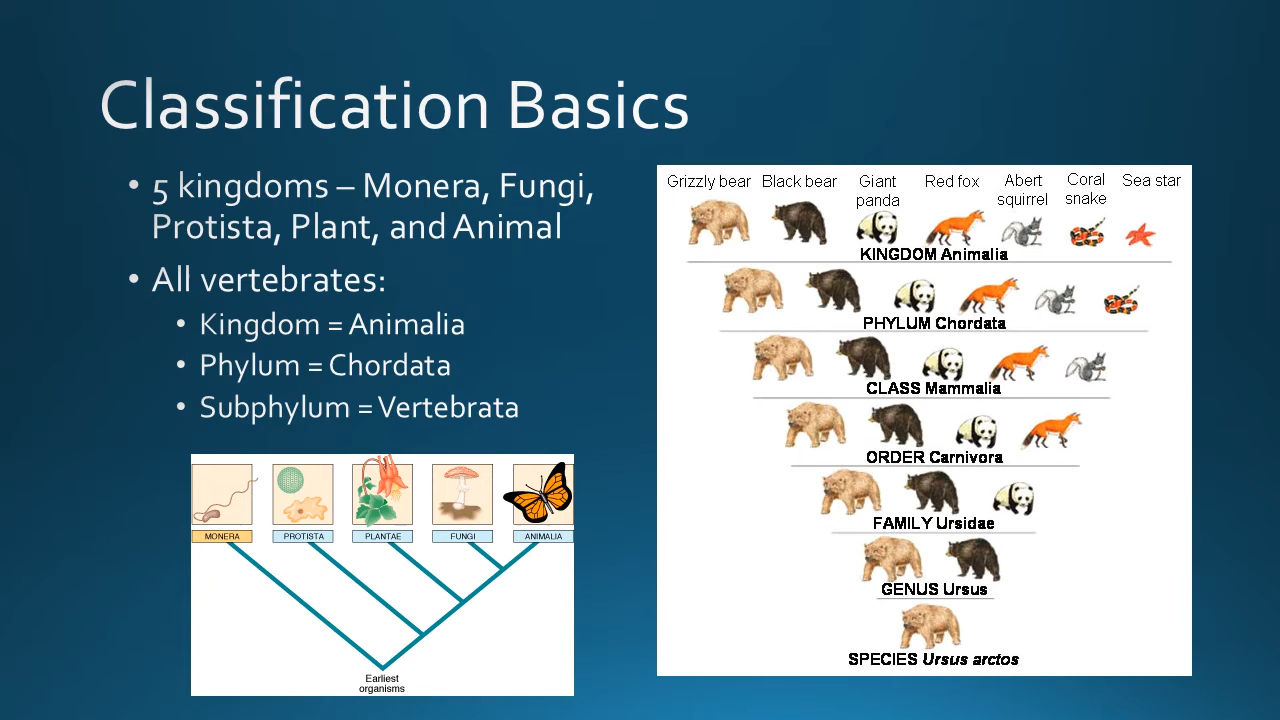 Classification Basics
• 5 kingdoms – Monera, Fungi,
Protista, Plant, and Animal
• All vertebrates:
• Kingdom = Animalia
• Phylum = Chordata
• Subphylum = Vertebrata
MONERA PROTISTA PLANTAE FUNGI ANIMALIA
Earliest
organisms
Grizzly bear Black bear Giant panda Red fox Abert squirrel Coral snake Sea star
KINGDOM Animalia
PHYLUM Chordata
CLASS Mammalia
ORDER Carnivora
FAMILY Ursidae
GENUS Ursus
SPECIES Ursus arctos